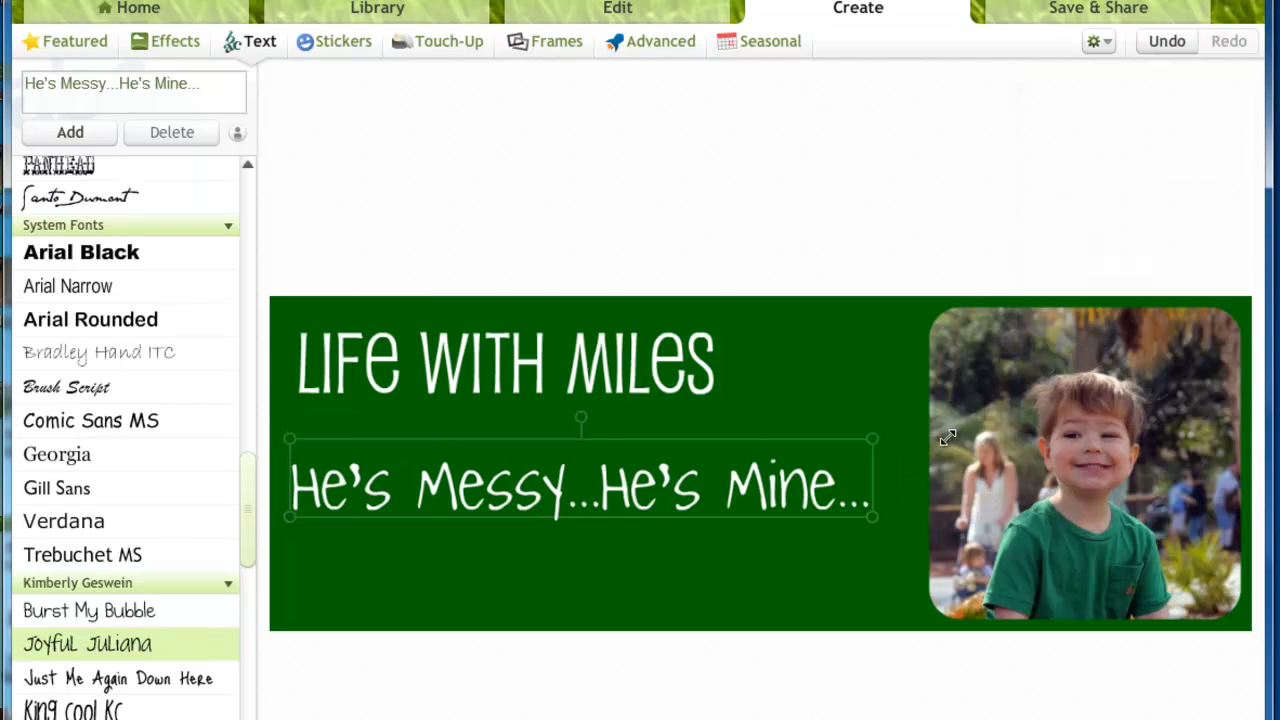 Home Library Edit Create Save & Share
Featured Effects Text Stickers Touch-Up Frames Advanced Seasonal Undo Redo
He's Messy...He's Mine...
Add Delete
PANHEAD
Santo Dumont
System Fonts
Arial Black
Arial Narrow
Arial Rounded
Bradley Hand ITC
Brush Script
Comic Sans MS
Georgia
Gill Sans
Verdana
Trebuchet MS
Kimberly Geswein
Burst My Bubble
Joyful Juliana
Just Me Again Down Here
King Cool KC
Life With Miles
He's Messy...He's Mine...